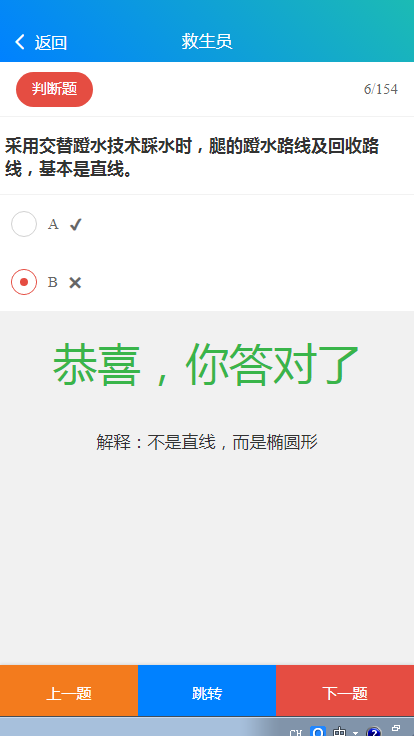 返回
救生员
判断题
6/154
采用交替蹬水技术踩水时，腿的蹬水路线及回收路
线，基本是直线。
A ✔
B ✖
恭喜，你答对了
解释：不是直线，而是椭圆形
上一题 跳转 下一题
CH 中 ?